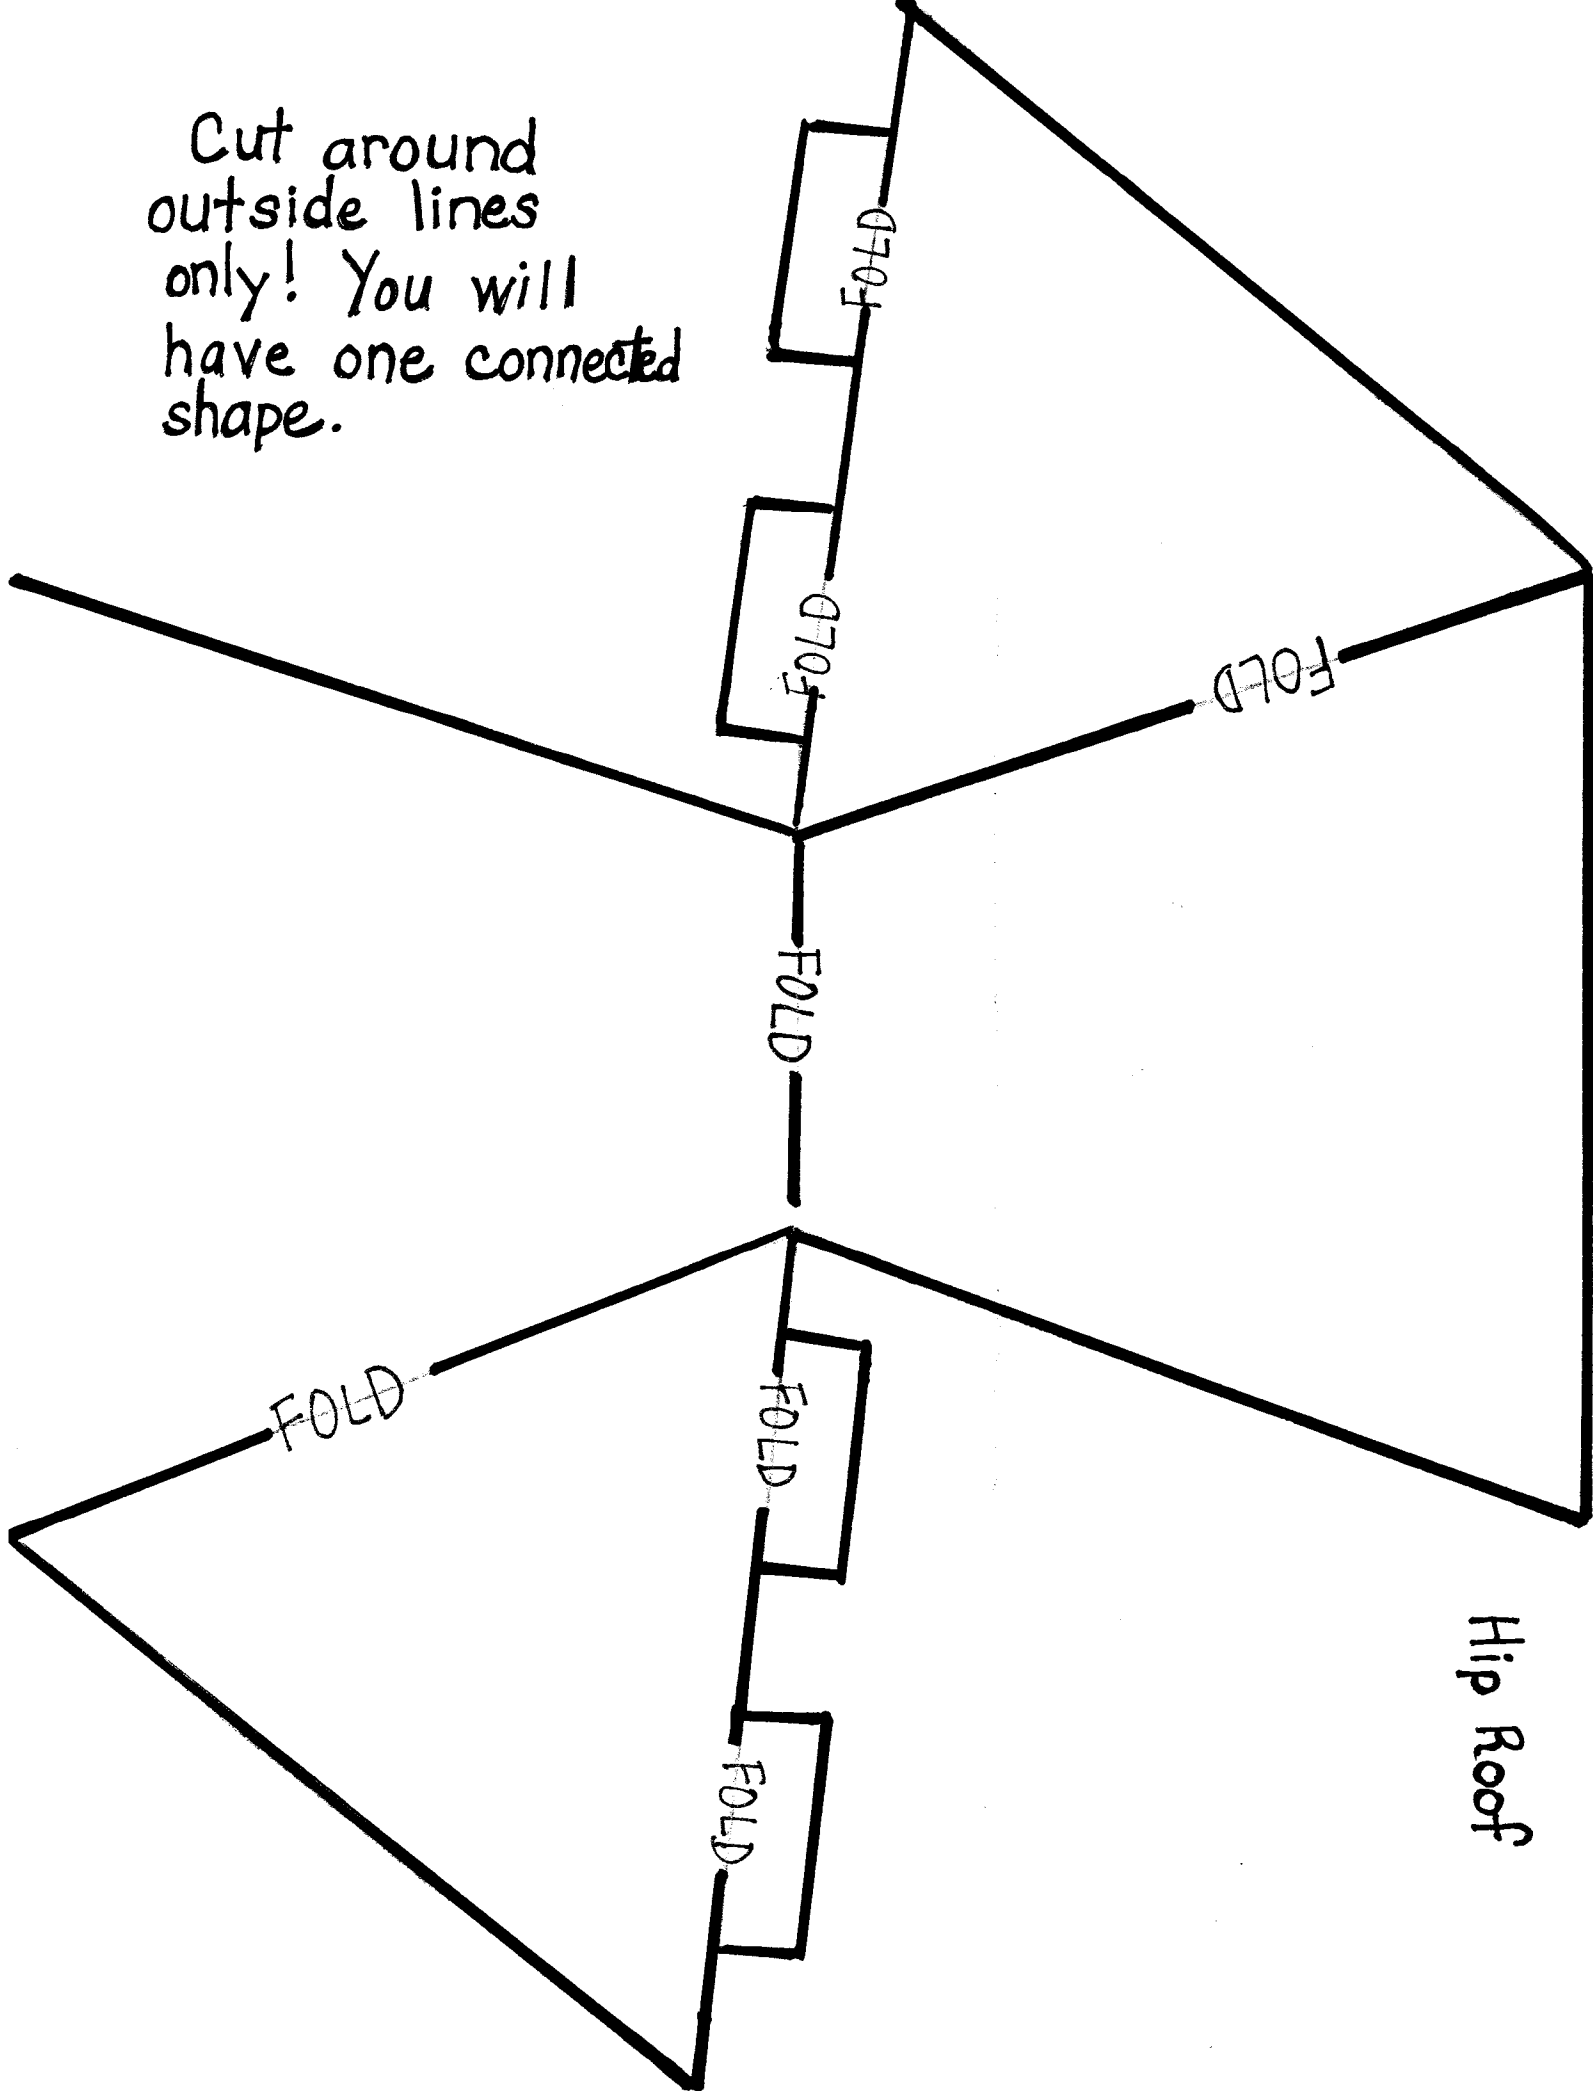 Cut around
outside lines
only! You will
have one connected
shape.
FOLD
FOLD
FOLD
FOLD
FOLD
FOLD
FOLD
Hip Roof